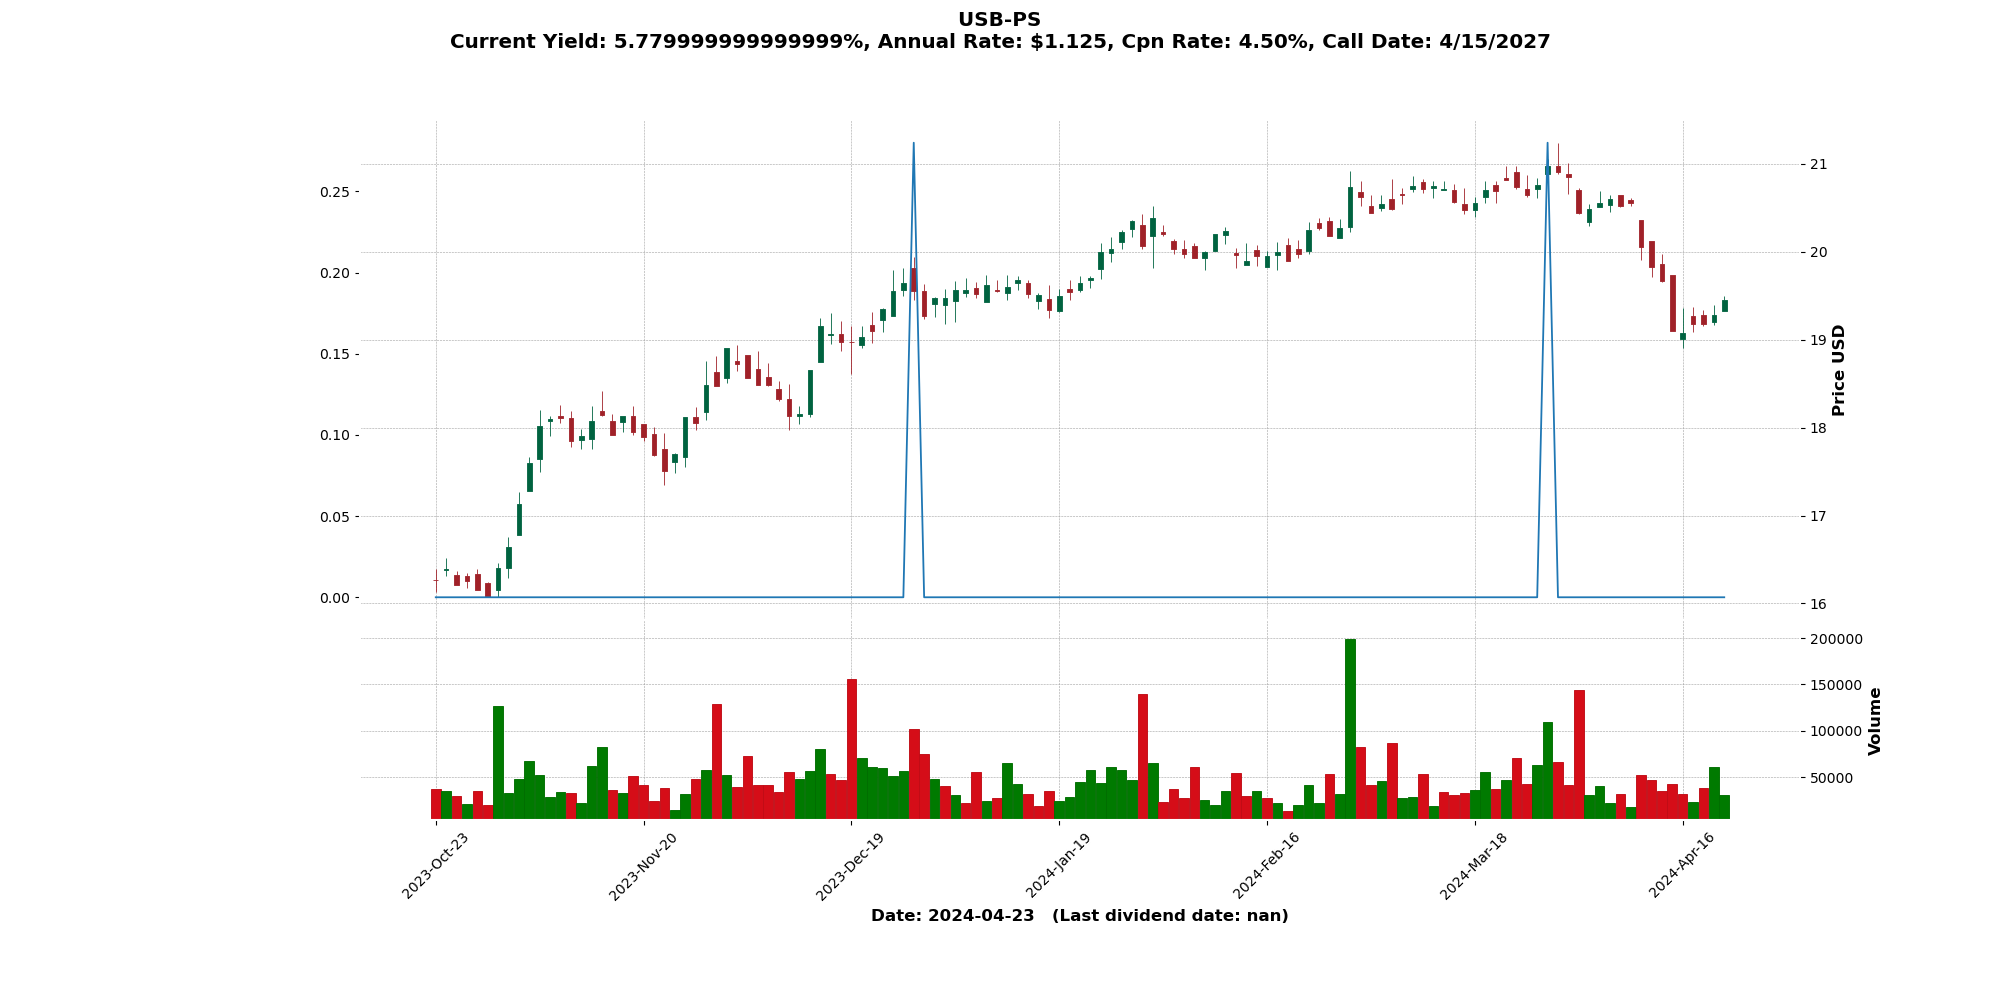 USB-PS
Current Yield: 5.779999999999999%, Annual Rate: $1.125, Cpn Rate: 4.50%, Call Date: 4/15/2027
0.25
0.20
0.15
0.10
0.05
0.00
21
20
19
18
17
16
Price USD
200000
150000
100000
50000
Volume
2023-Oct-23
2023-Nov-20
2023-Dec-19
2024-Jan-19
2024-Feb-16
2024-Mar-18
2024-Apr-16
Date: 2024-04-23   (Last dividend date: nan)